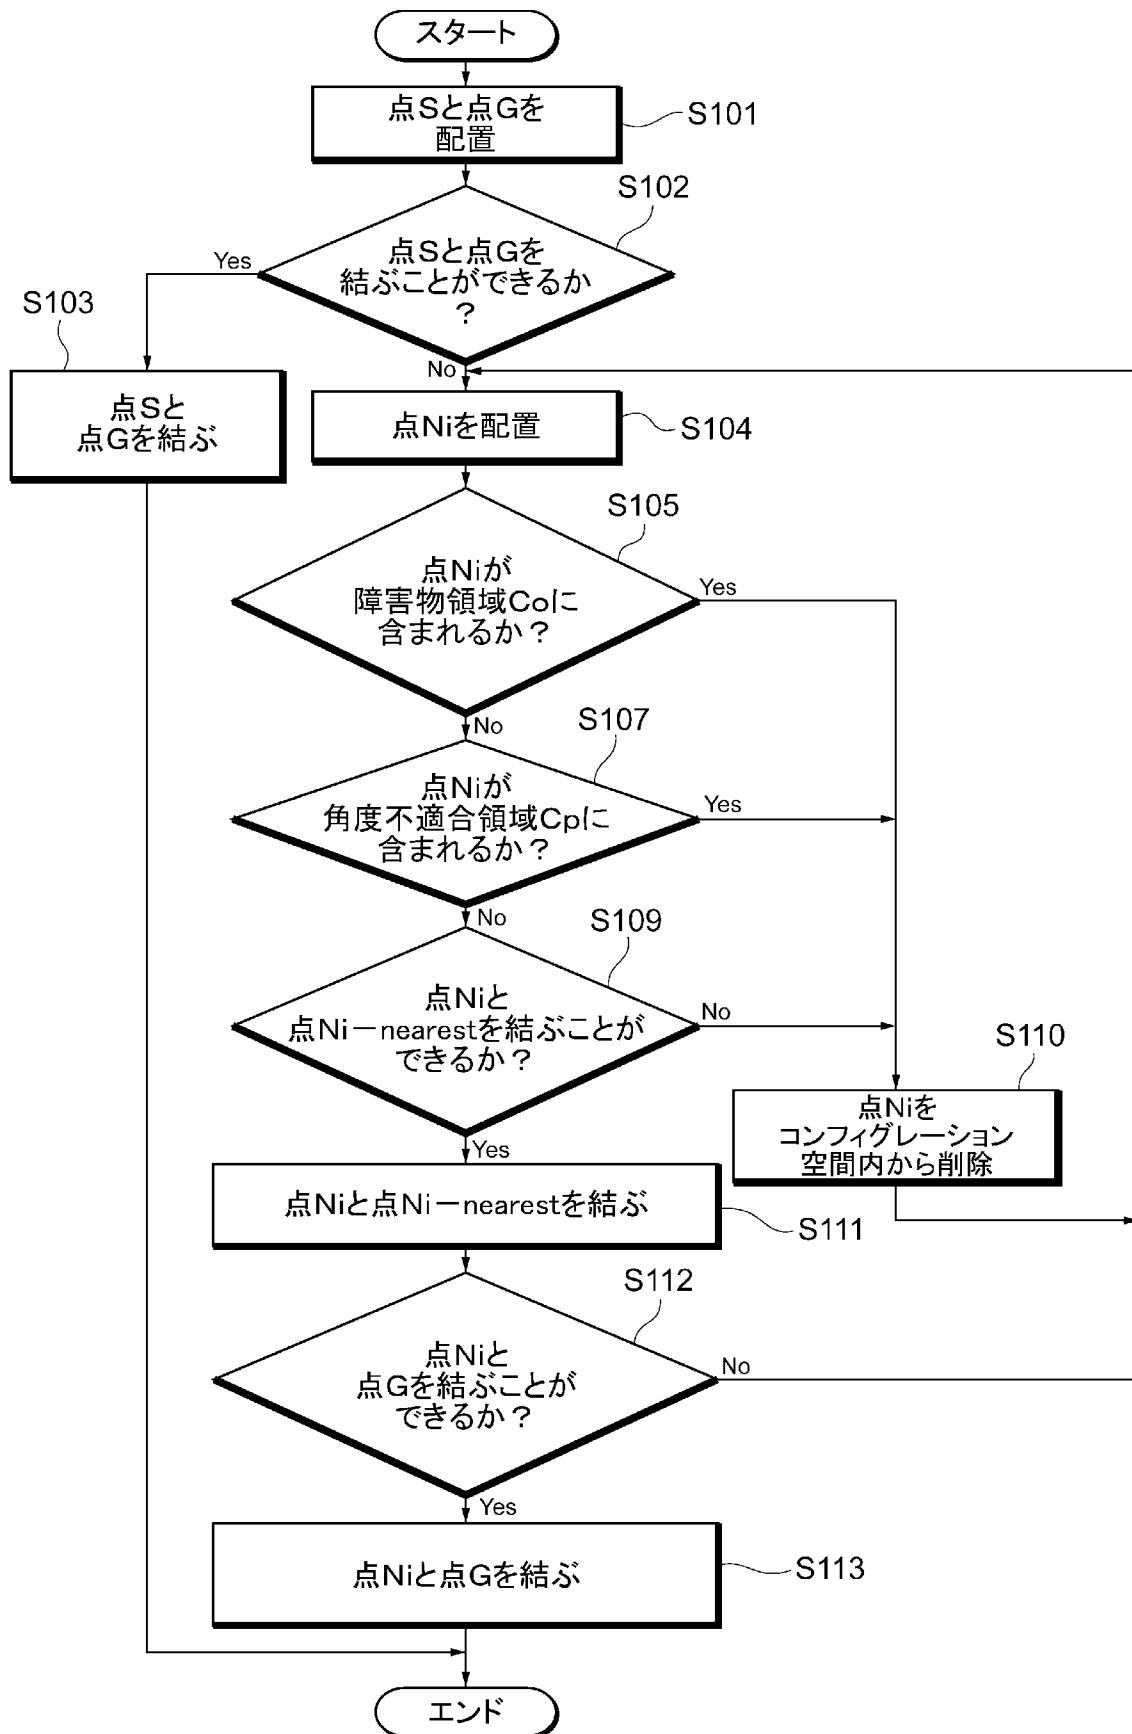 スタート
点Sと点Gを
配置
S101
S102
点Sと点Gを
結ぶことができるか
?
Yes
No
S103
点Sと
点Gを結ぶ
点Niを配置
S104
S105
点Niが
障害物領域Coに
含まれるか?
Yes
No
S107
点Niが
角度不適合領域Cpに
含まれるか?
Yes
No
S109
点Niと
点Ni－nearestを結ぶことが
できるか?
No
Yes
S110
点Niを
コンフィグレーション
空間内から削除
点Niと点Ni－nearestを結ぶ
S111
S112
点Niと
点Gを結ぶことが
できるか?
No
Yes
点Niと点Gを結ぶ
S113
エンド